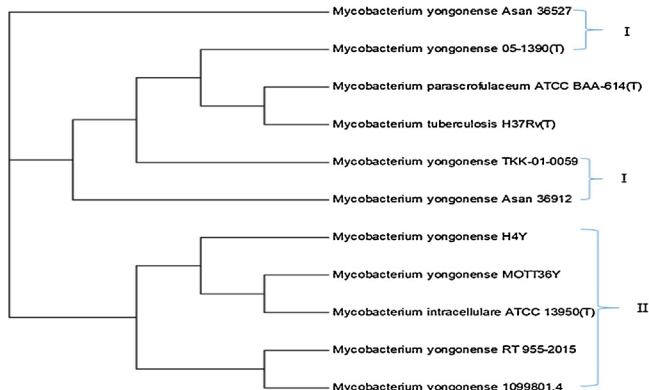 Mycobacterium yongonense Asan 36527
I
Mycobacterium yongonense 05-1390(T)
Mycobacterium parascrofulaceum ATCC BAA-614(T)
Mycobacterium tuberculosis H37Rv(T)
Mycobacterium yongonense TKK-01-0059
I
Mycobacterium yongonense Asan 36912
Mycobacterium yongonense H4Y
Mycobacterium yongonense MOTT36Y
II
Mycobacterium intracellulare ATCC 13950(T)
Mycobacterium yongonense RT 955-2015
Mycobacterium yongonense 1099801.4